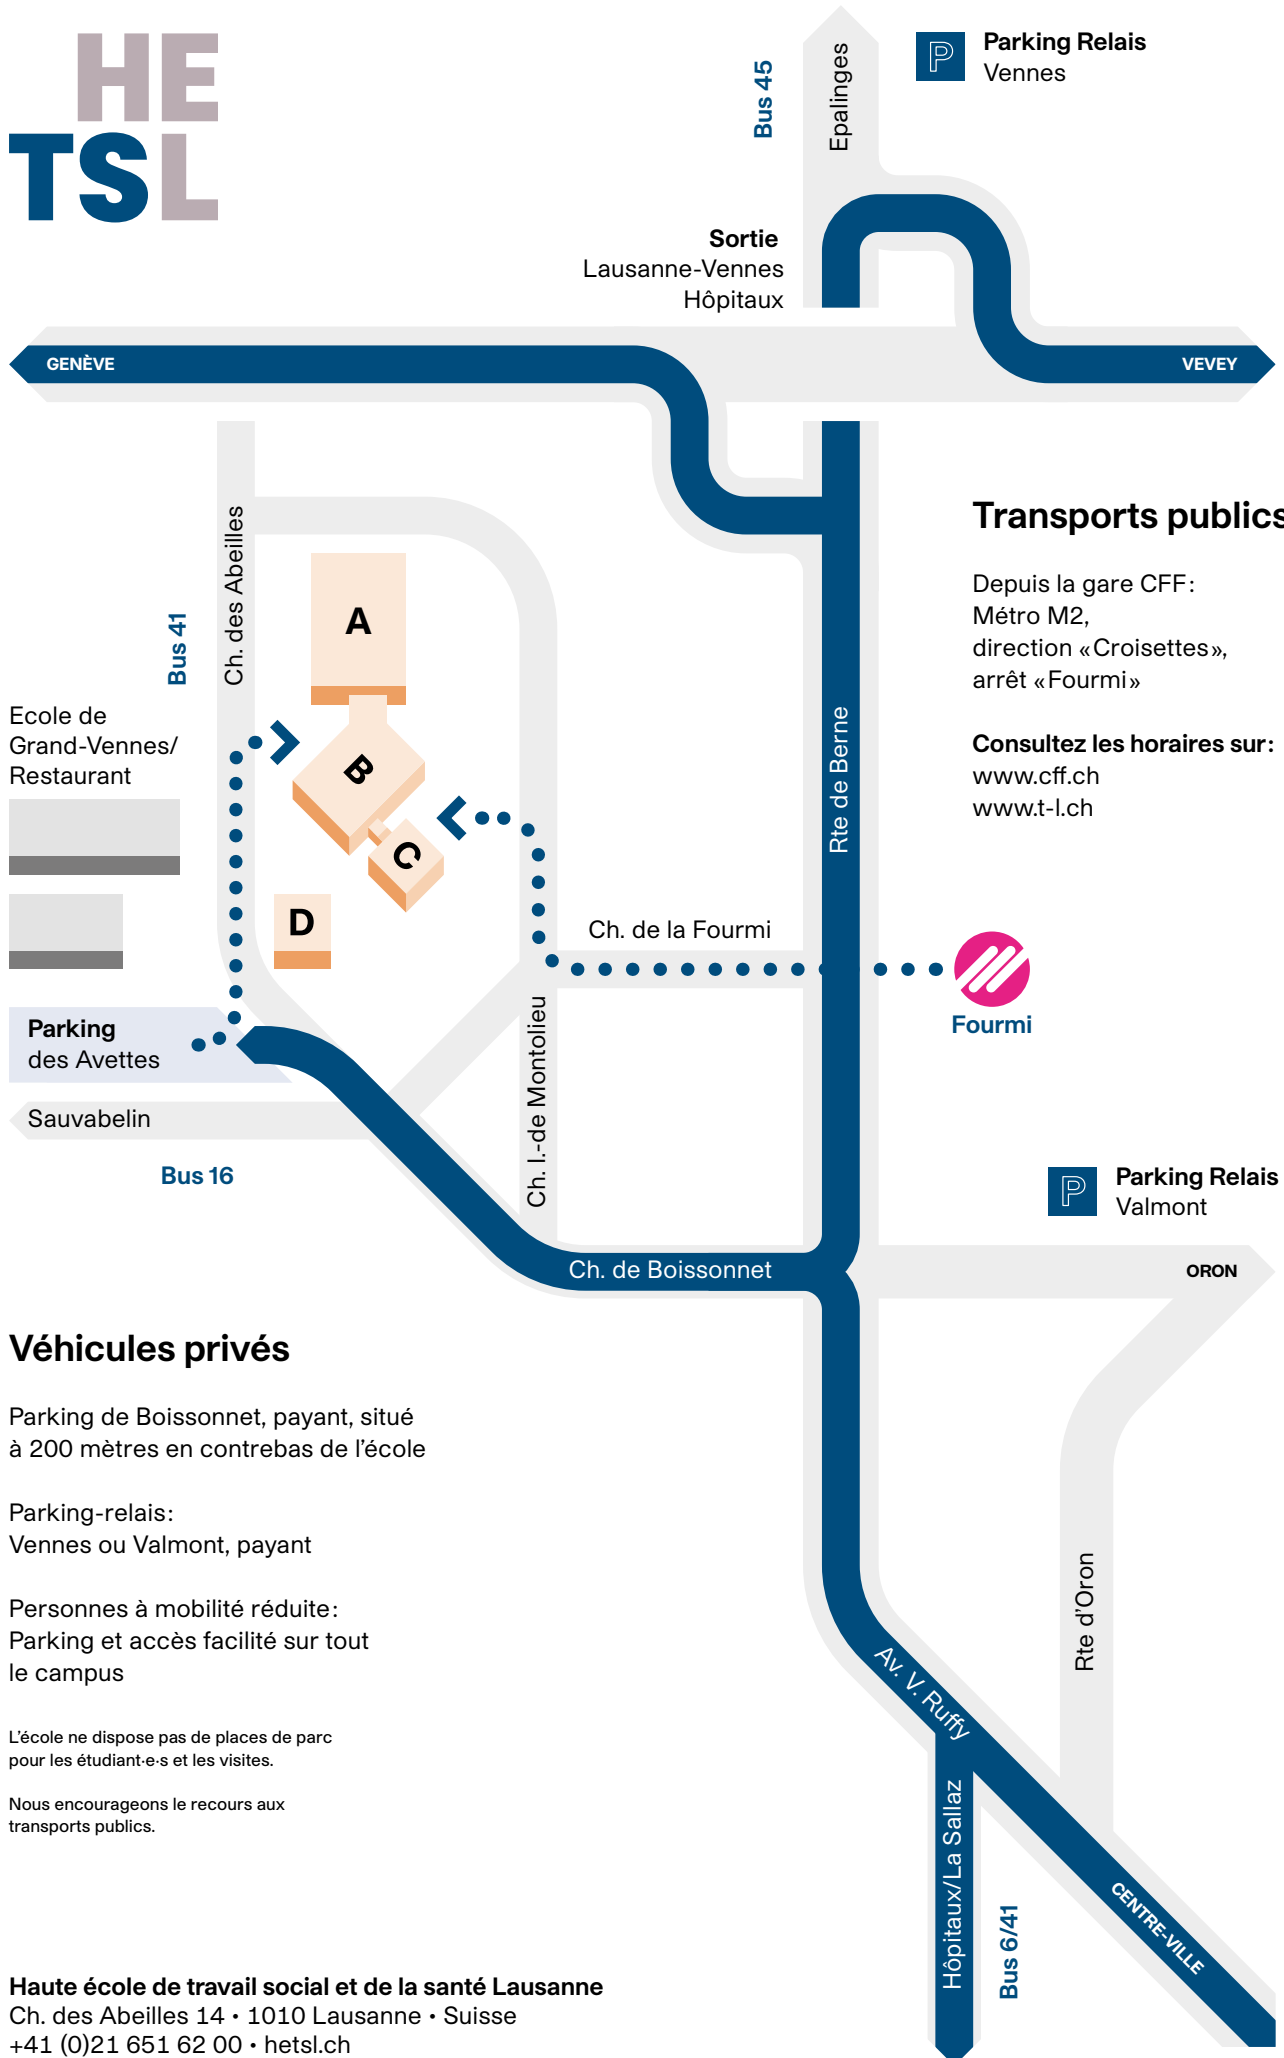 HE
TSL
Bus 45
Epalinges
P
Parking Relais
Vennes
Sortie
Lausanne-Vennes
Hôpitaux
GENÈVE
VEVEY
Transports publics
Depuis la gare CFF:
Métro M2,
direction «Croisettes»,
arrêt «Fourmi»
Consultez les horaires sur:
www.cff.ch
www.t-l.ch
Ch. des Abeilles
Bus 41
A
B
C
D
Ecole de
Grand-Vennes/
Restaurant
Rte de Berne
Ch. de la Fourmi
Fourmi
Parking
des Avettes
Sauvabelin
Bus 16
Ch. I.-de Montolieu
P
Parking Relais
Valmont
Ch. de Boissonnet
ORON
Véhicules privés
Parking de Boissonnet, payant, situé
à 200 mètres en contrebas de l'école
Parking-relais:
Vennes ou Valmont, payant
Personnes à mobilité réduite:
Parking et accès facilité sur tout
le campus
L'école ne dispose pas de places de parc
pour les étudiant·e·s et les visites.
Nous encourageons le recours aux
transports publics.
Rte d'Oron
Av. V. Ruffy
Hôpitaux/La Sallaz
Bus 6/41
CENTRE-VILLE
Haute école de travail social et de la santé Lausanne
Ch. des Abeilles 14 • 1010 Lausanne • Suisse
+41 (0)21 651 62 00 • hetsl.ch